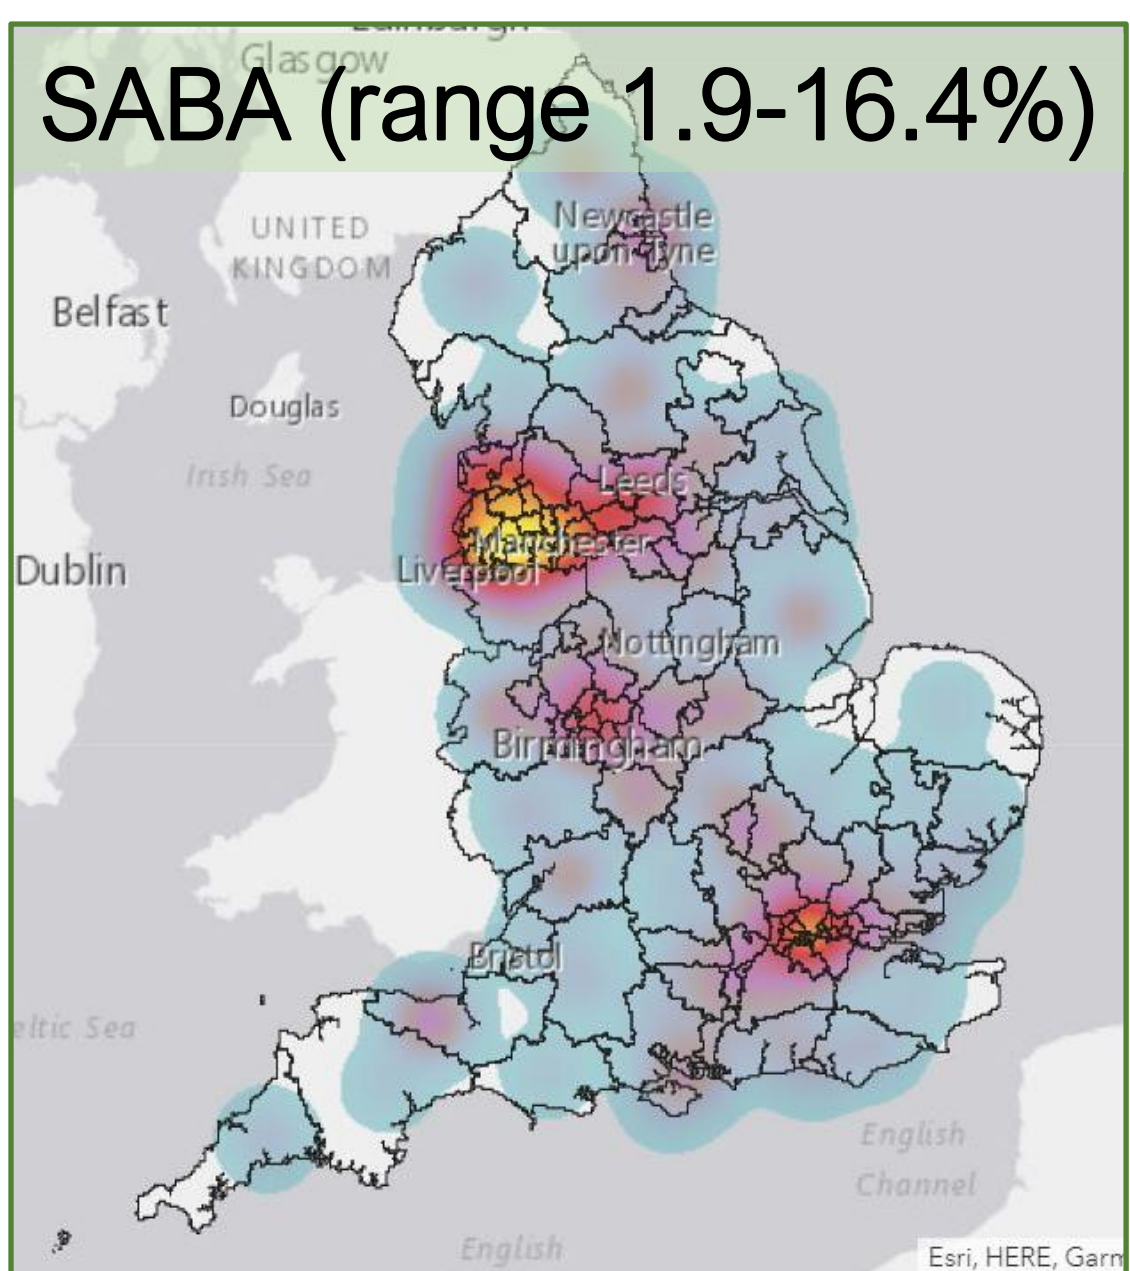 Glasgow
SABA (range 1.9-16.4%)
UNITED
KINGDOM
Newcastle
upon Tyne
Belfast
Douglas
Irish Sea
Leeds
Manchester
Liverpool
Dublin
Nottingham
Birmingham
Bristol
eltic Sea
English
Channel
English
Esri, HERE, Garm